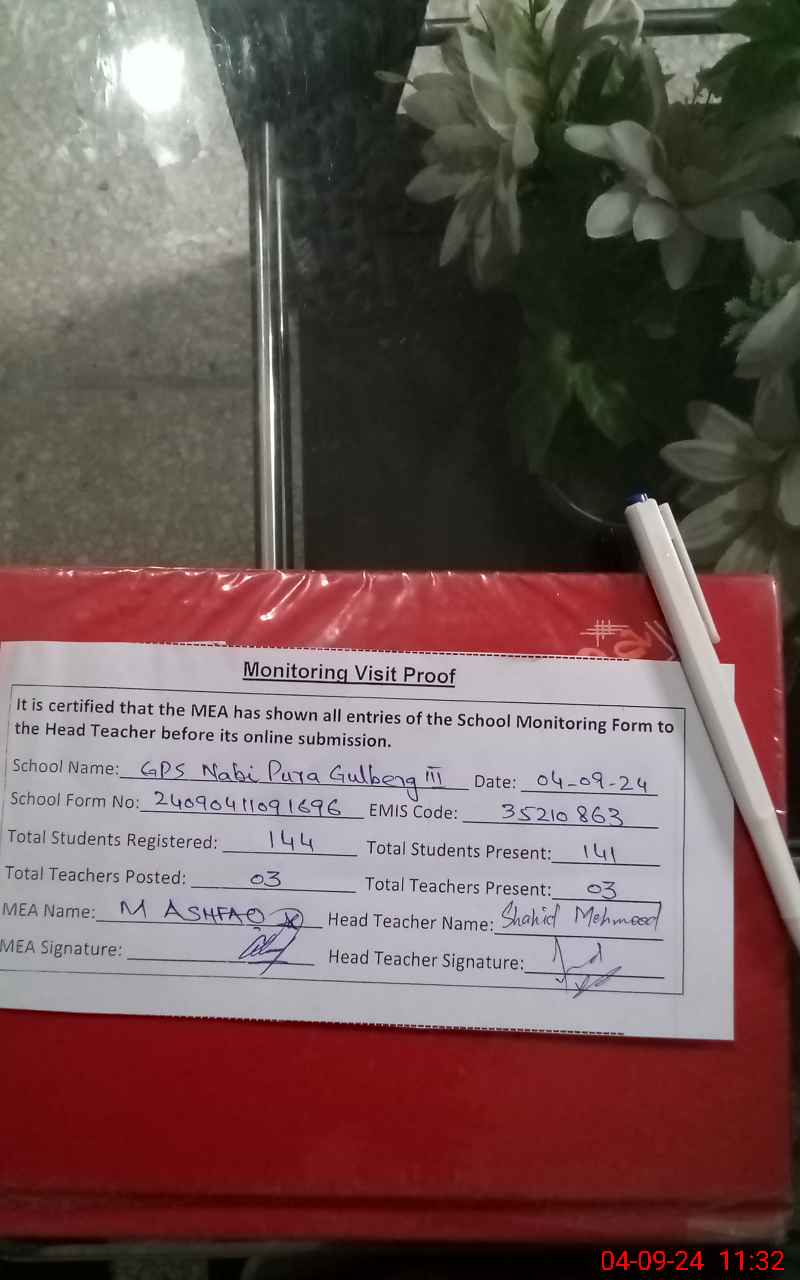 Monitoring Visit Proof
It is certified that the MEA has shown all entries of the School Monitoring Form to
the Head Teacher before its online submission.
School Name: GPS Nabi Pura Gulberg III Date: 04-09-24
School Form No: 24090411091696 EMIS Code: 35210863
Total Students Registered: 144 Total Students Present: 141
Total Teachers Posted: 03 Total Teachers Present: 03
MEA Name: M ASHFAQ Head Teacher Name: Shahid Mehmood
MEA Signature: Head Teacher Signature:
04-09-24 11:32